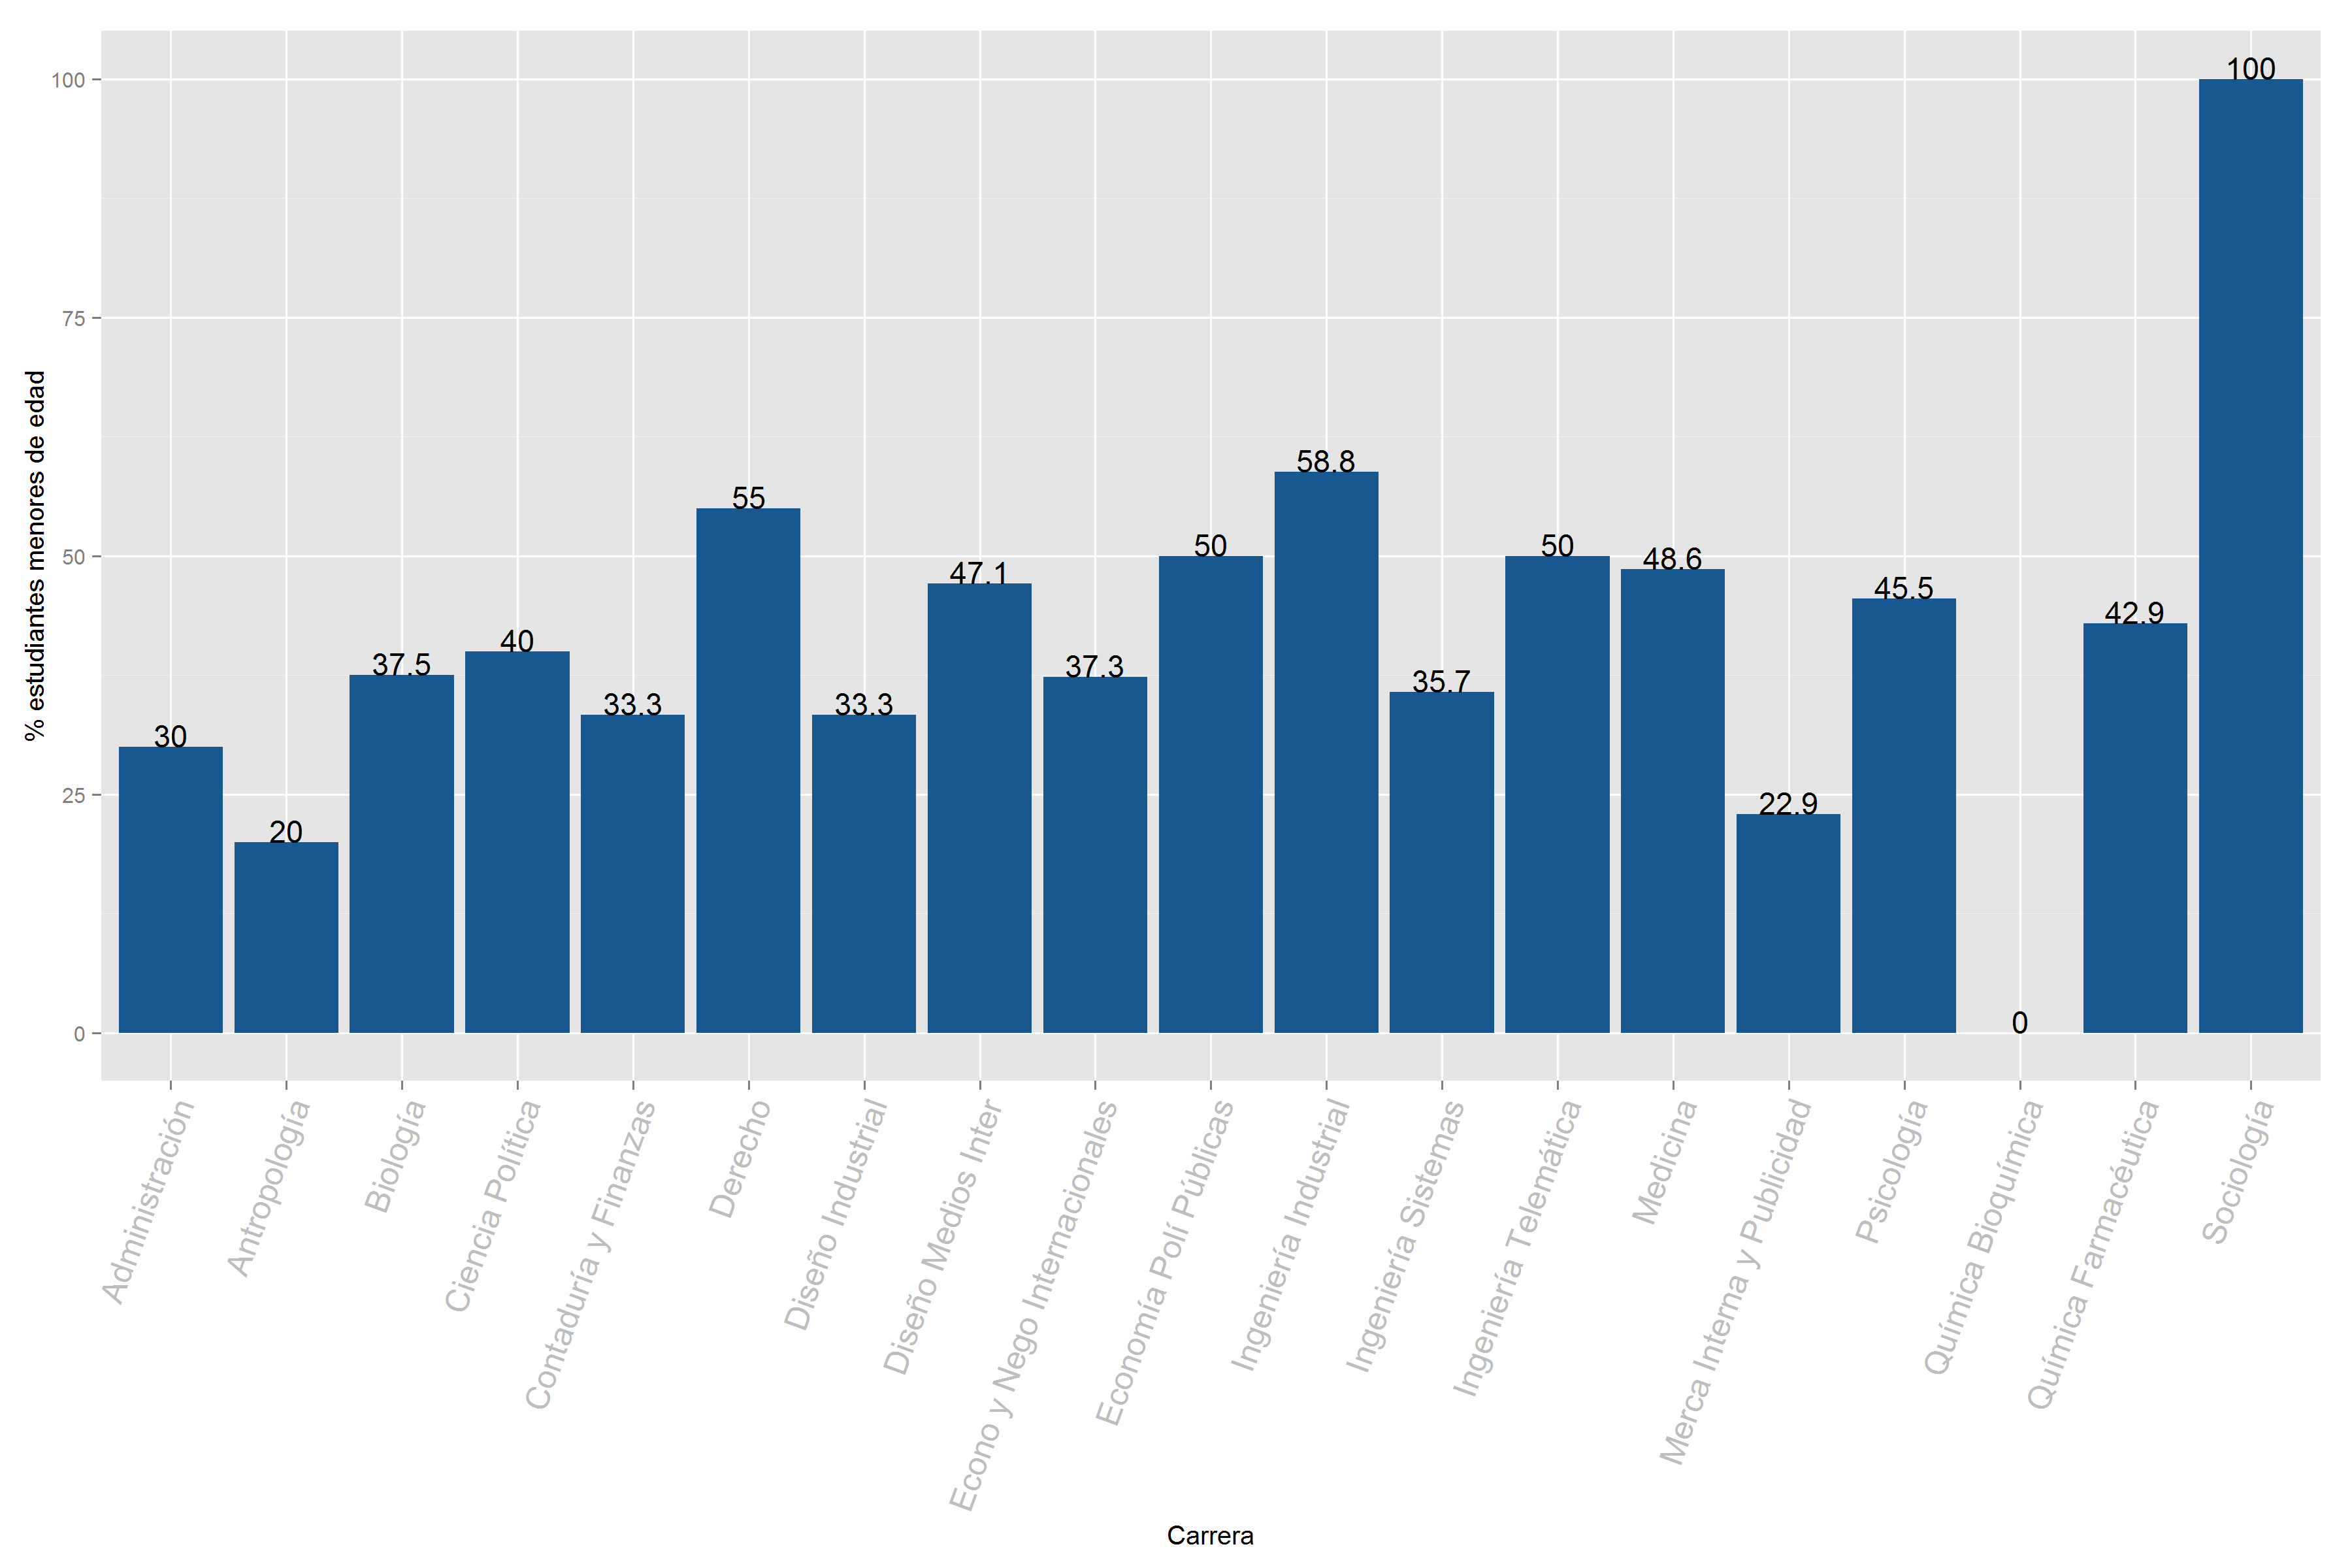 % estudiantes menores de edad
100
75
50
25
0
30
20
37.5
40
33.3
55
33.3
47.1
37.3
50
58.8
35.7
50
48.6
22.9
45.5
0
42.9
100
Administración
Antropología
Biología
Ciencia Política
Contaduría y Finanzas
Derecho
Diseño Industrial
Diseño Medios Inter
Econo y Nego Internacionales
Economía Polí Públicas
Ingeniería Industrial
Ingeniería Sistemas
Ingeniería Telemática
Medicina
Merca Interna y Publicidad
Psicología
Química Bioquímica
Química Farmacéutica
Sociología
Carrera